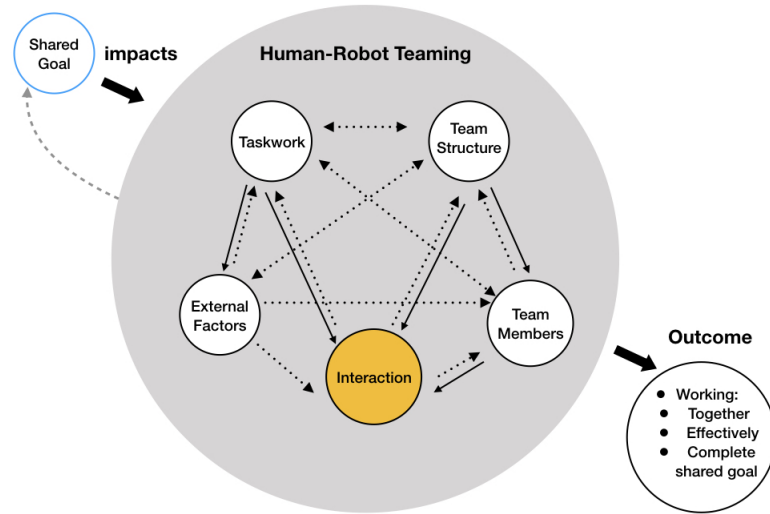 Shared
Goal
impacts
Human-Robot Teaming
Taskwork
Team
Structure
External
Factors
Team
Members
Interaction
Outcome
● Working:
● Together
● Effectively
● Complete
shared goal